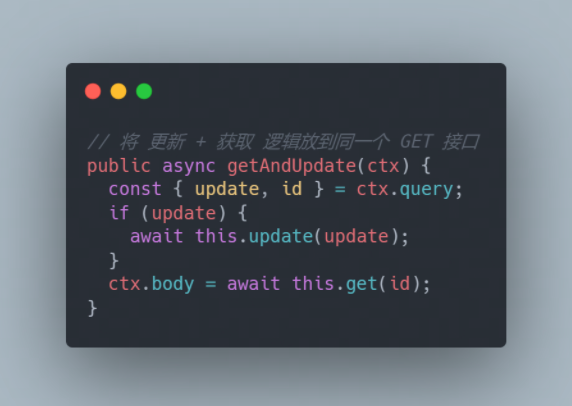 // 将 更新 + 获取 逻辑放到同一个 GET 接口
public async getAndUpdate(ctx) {
  const { update, id } = ctx.query;
  if (update) {
    await this.update(update);
  }
  ctx.body = await this.get(id);
}